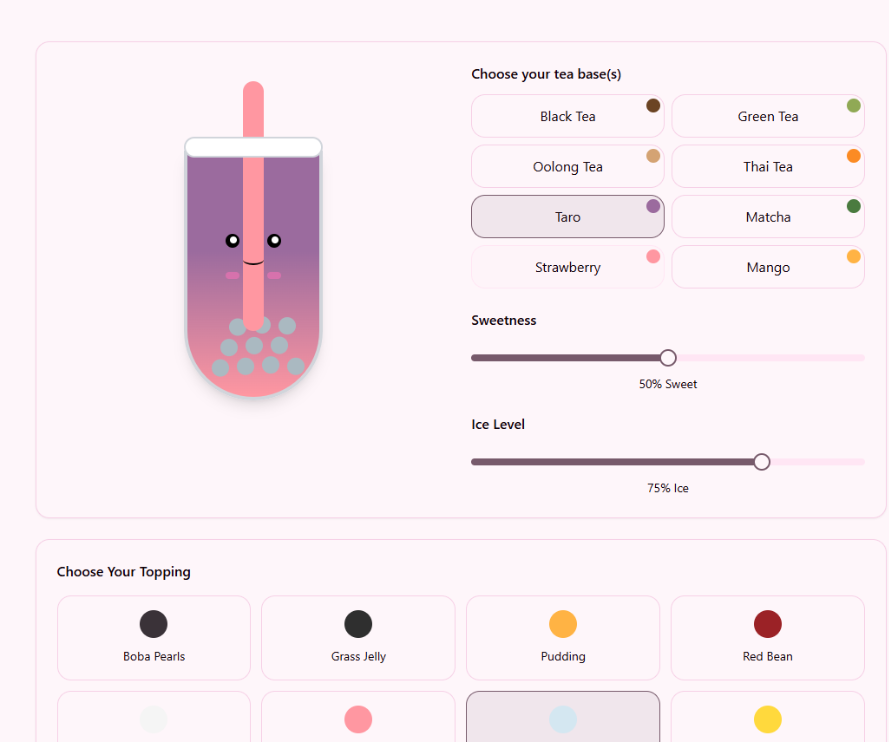 Choose your tea base(s)
Black Tea
Green Tea
Oolong Tea
Thai Tea
Taro
Matcha
Strawberry
Mango
Sweetness
50% Sweet
Ice Level
75% Ice
Choose Your Topping
Boba Pearls
Grass Jelly
Pudding
Red Bean